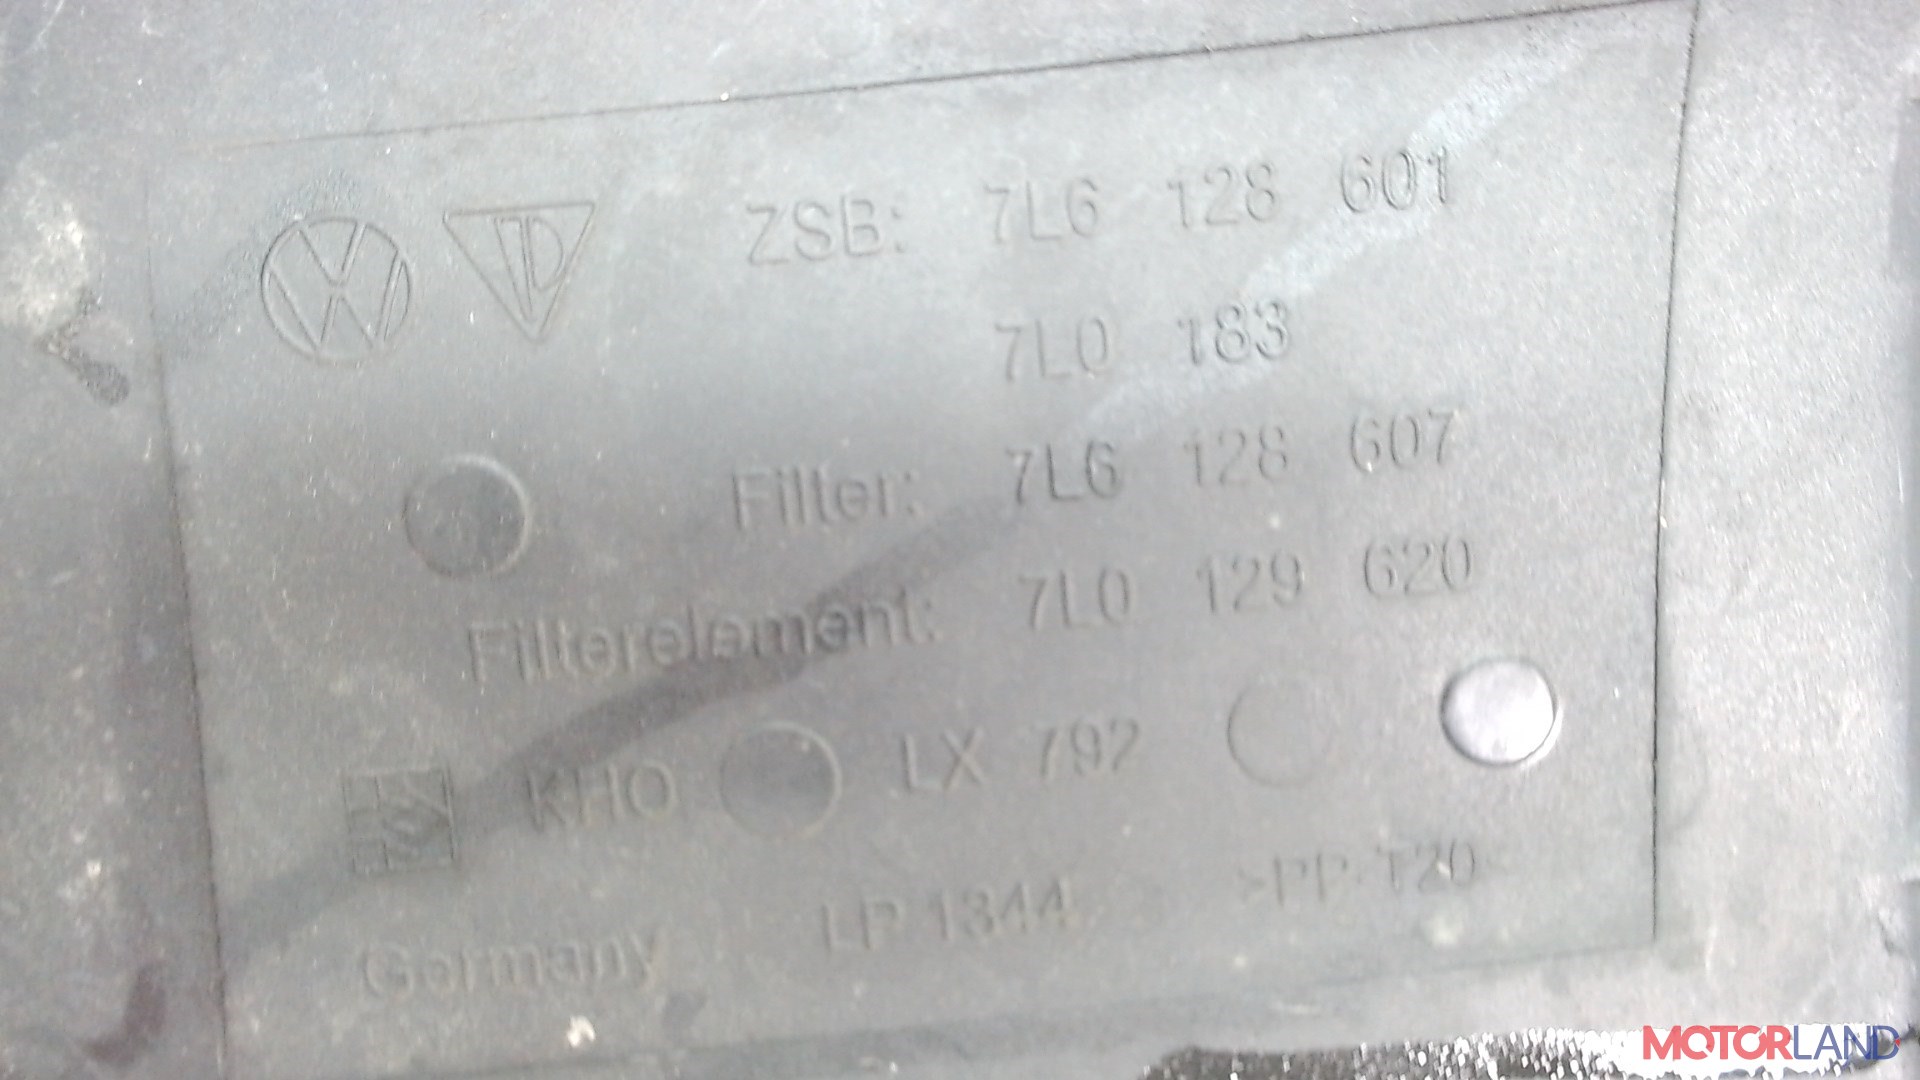 ZSB: 7L6 128 601
7L0 183
Filter: 7L6 128 607
Filterelement: 7L0 129 620
KHO LX 792
Germany LP 1344 >PP-T20<
MOTORLAND